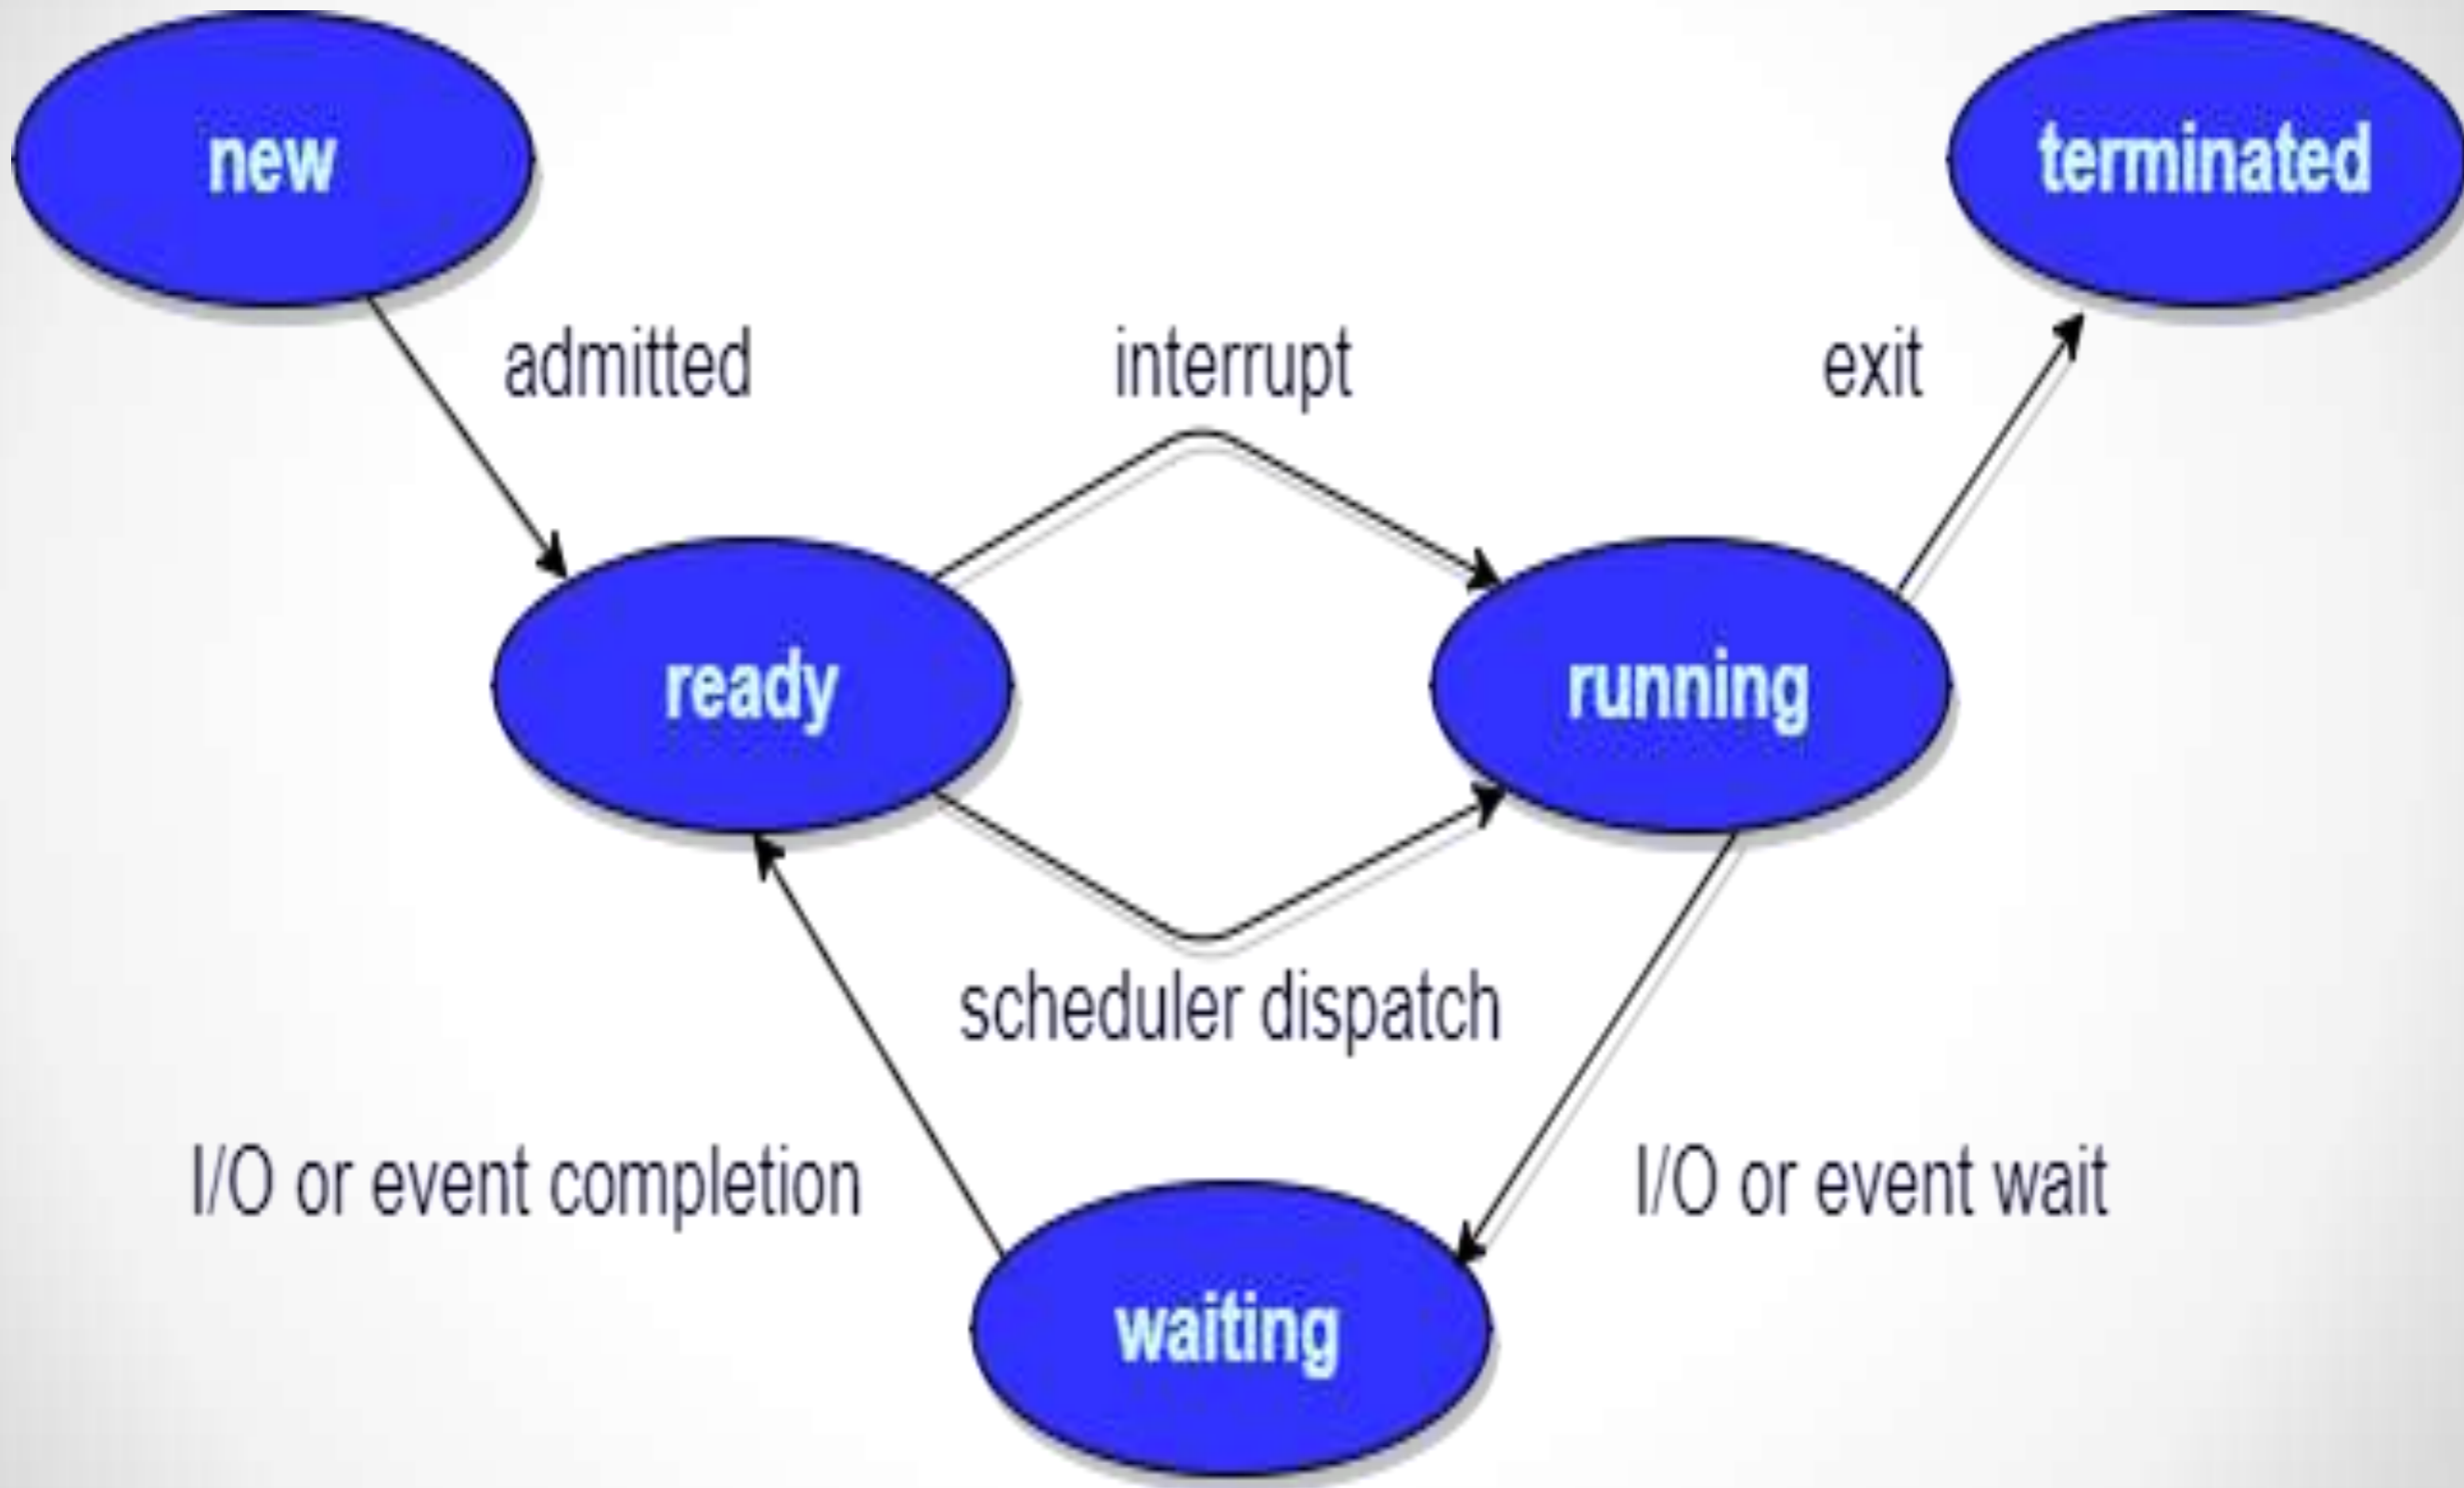 new
terminated
admitted
interrupt
exit
ready
running
scheduler dispatch
I/O or event completion
I/O or event wait
waiting